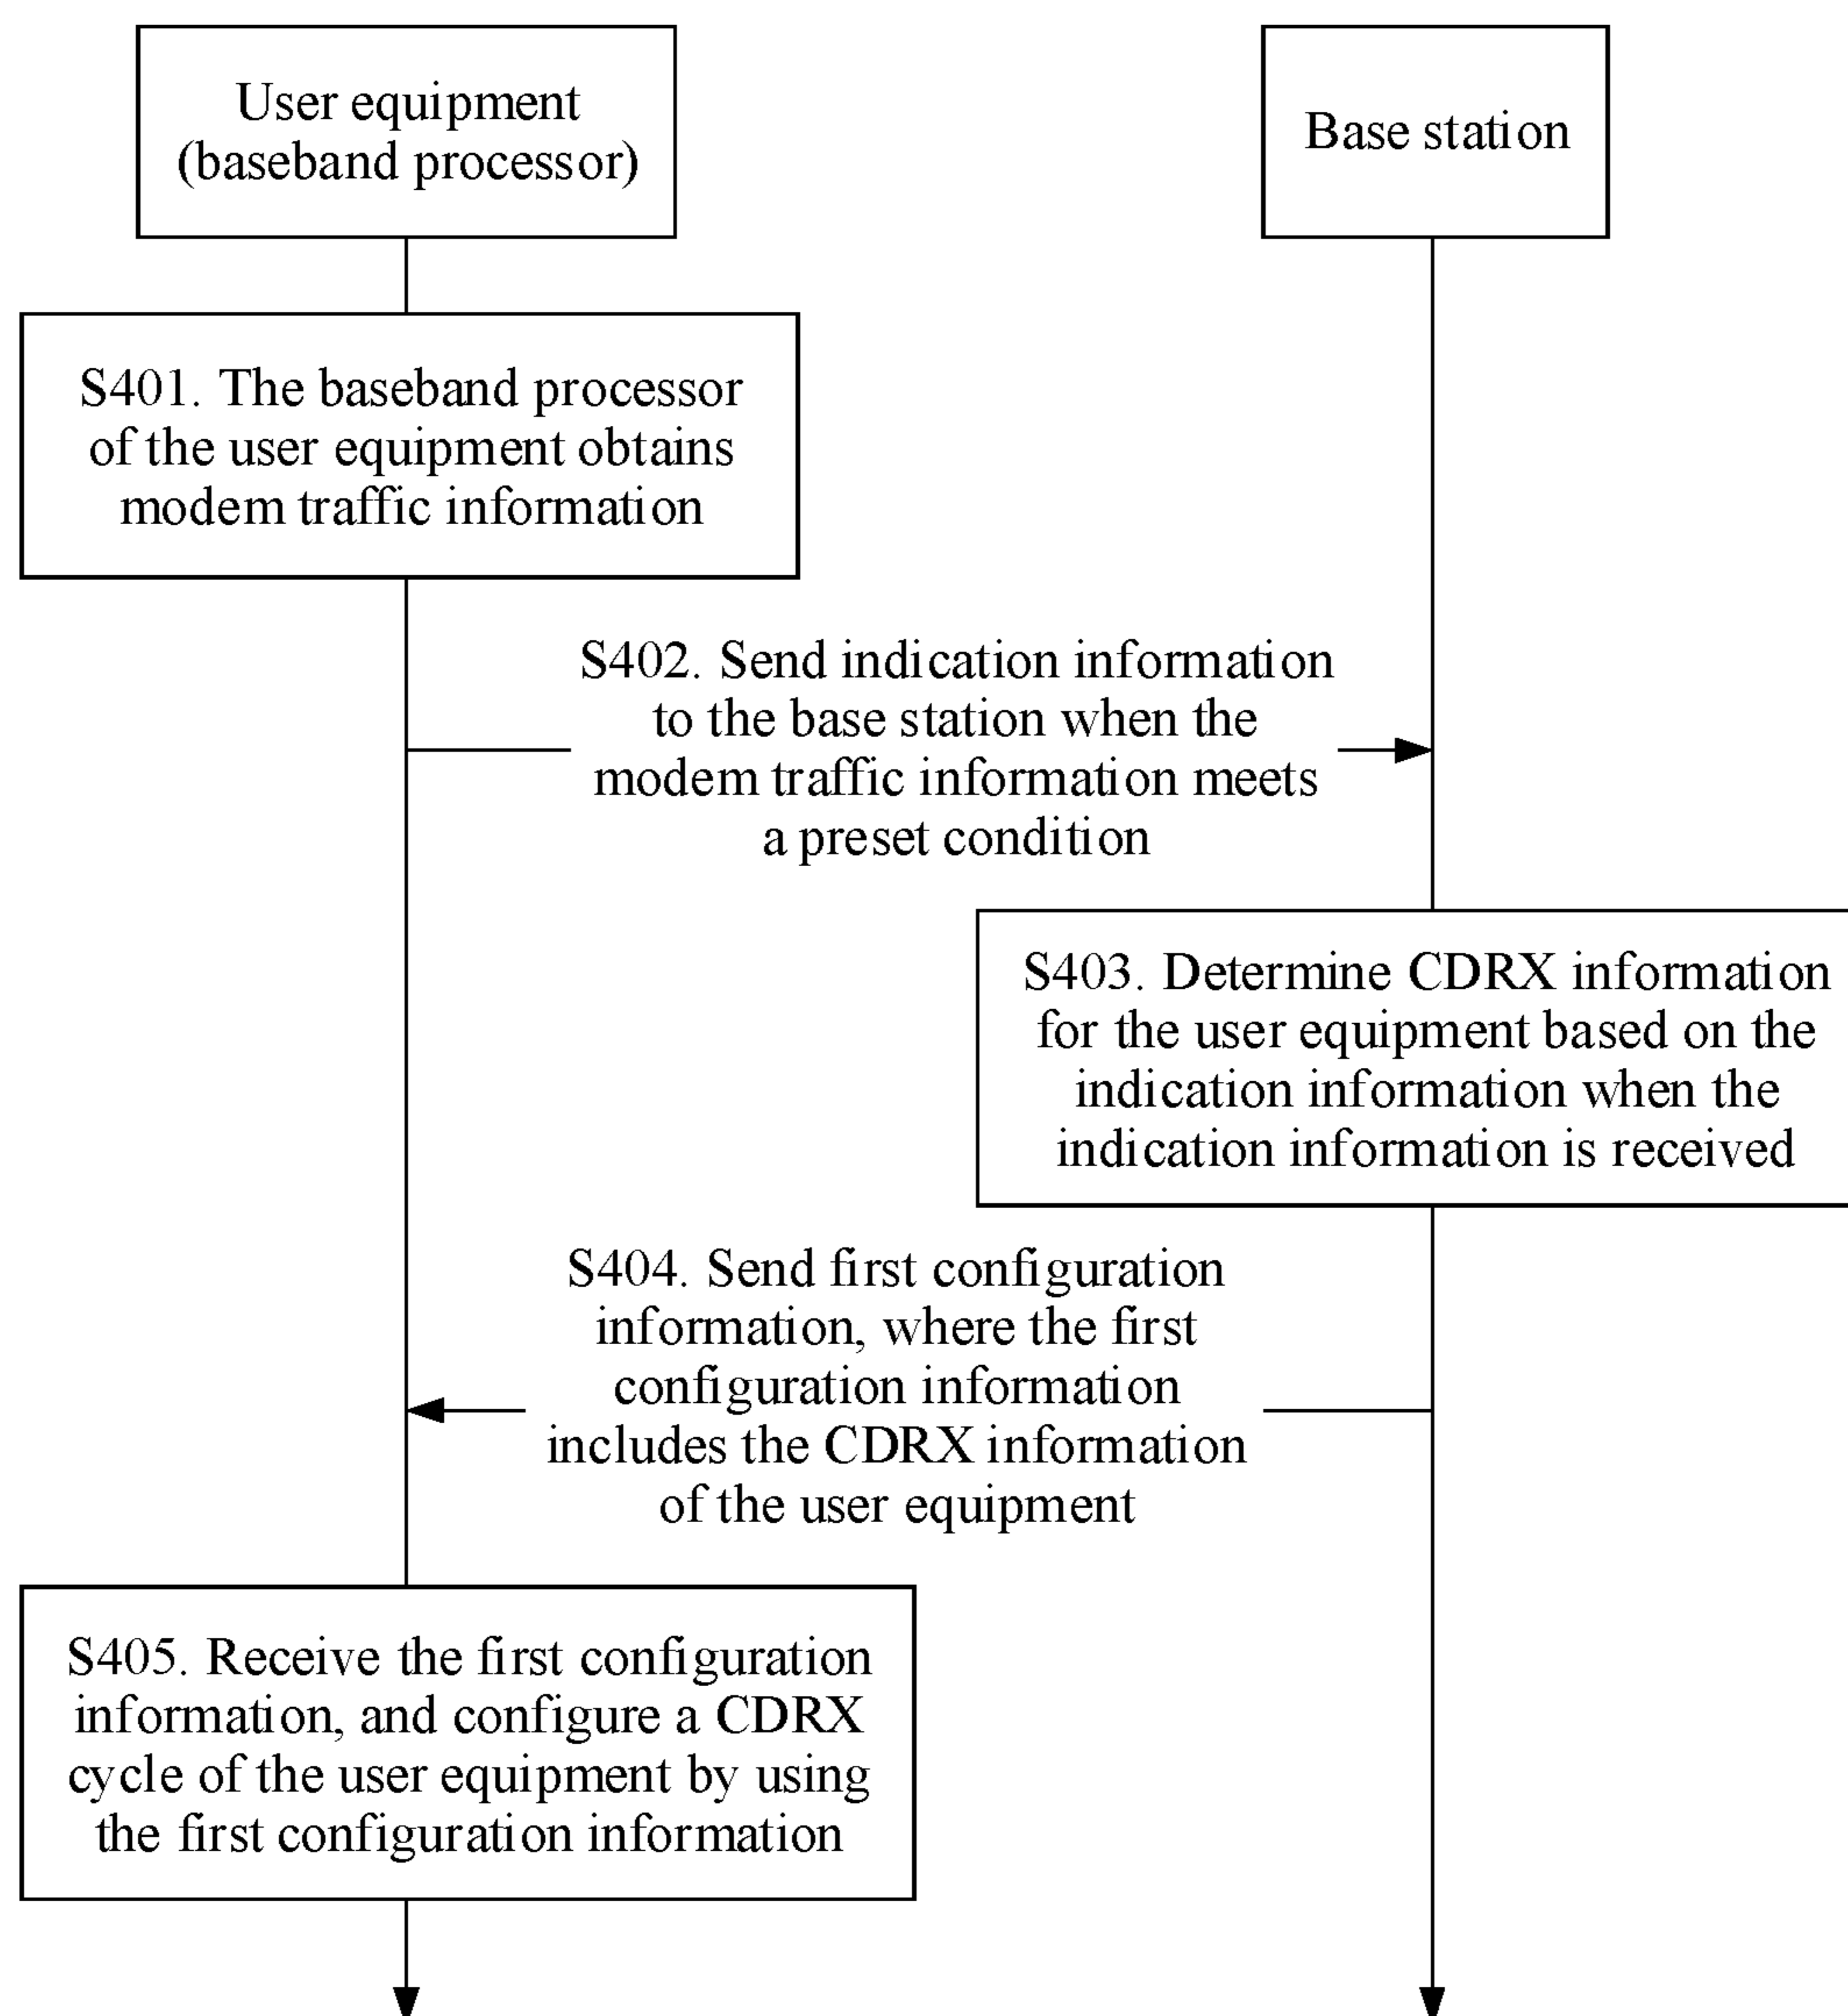 User equipment
(baseband processor)
Base station
S401. The baseband processor
of the user equipment obtains
modem traffic information
S402. Send indication information
to the base station when the
modem traffic information meets
a preset condition
S403. Determine CDRX information
for the user equipment based on the
indication information when the
indication information is received
S404. Send first configuration
information, where the first
configuration information
includes the CDRX information
of the user equipment
S405. Receive the first configuration
information, and configure a CDRX
cycle of the user equipment by using
the first configuration information